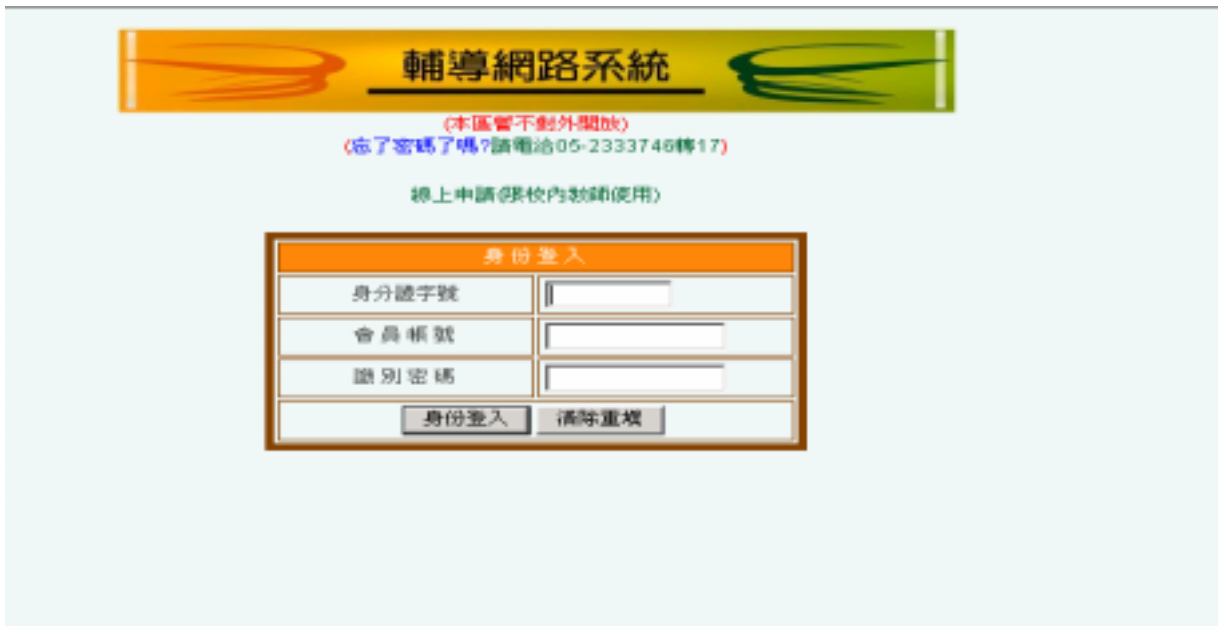 輔導網路系統
(本區暫不對外開放)
(忘了密碼了嗎?請電洽05-2333746轉17)
線上申請(限校內教師使用)
身份登入
身分證字號
會員帳號
識別密碼
身份登入 清除重填